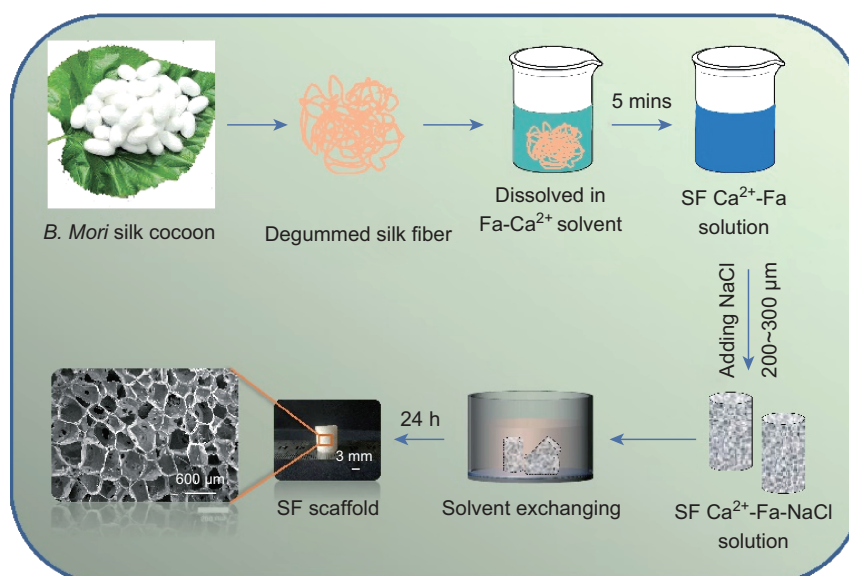 B. Mori silk cocoon
Degummed silk fiber
Dissolved in
Fa-Ca²⁺ solvent
5 mins
SF Ca²⁺-Fa
solution
Adding NaCl
200~300 µm
SF Ca²⁺-Fa-NaCl
solution
Solvent exchanging
24 h
3 mm
SF scaffold
600 µm